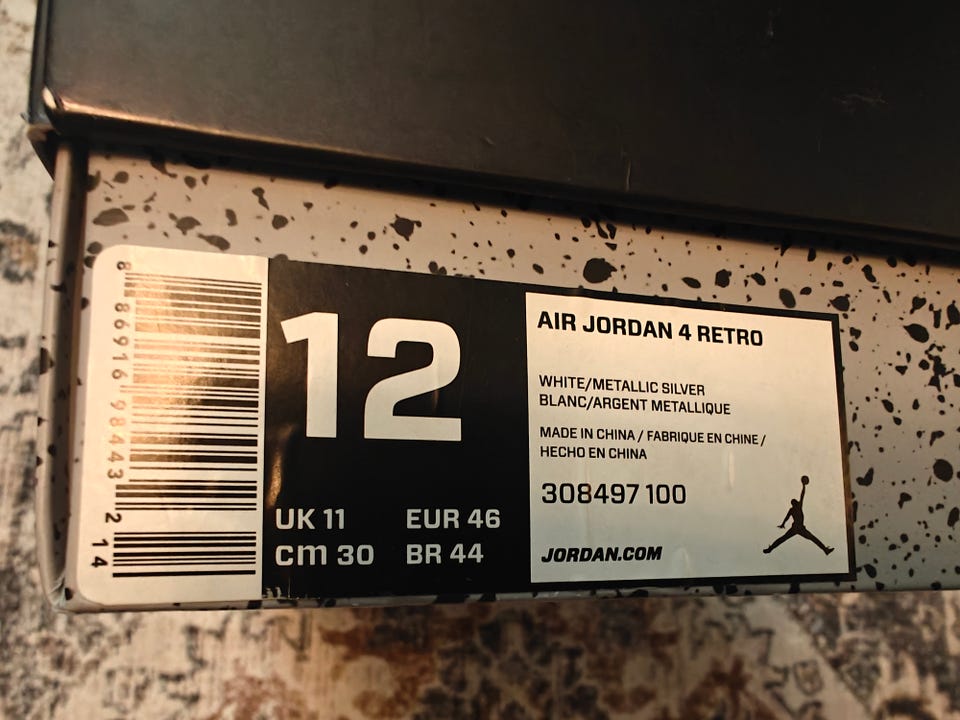 8 86916 98443 2 14
12
UK 11 EUR 46
cm 30 BR 44
AIR JORDAN 4 RETRO
WHITE/METALLIC SILVER
BLANC/ARGENT METALLIQUE
MADE IN CHINA / FABRIQUE EN CHINE /
HECHO EN CHINA
308497 100
JORDAN.COM